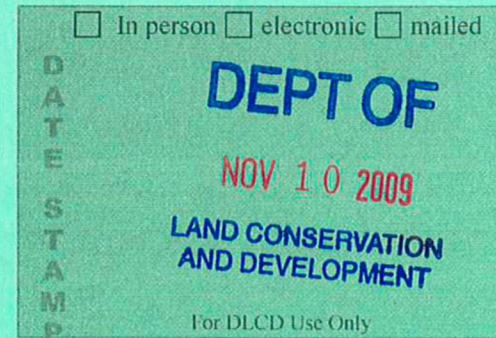 ☐ In person ☐ electronic ☐ mailed
DATE STAMP
DEPT OF
NOV 10 2009
LAND CONSERVATION
AND DEVELOPMENT
For DLCD Use Only